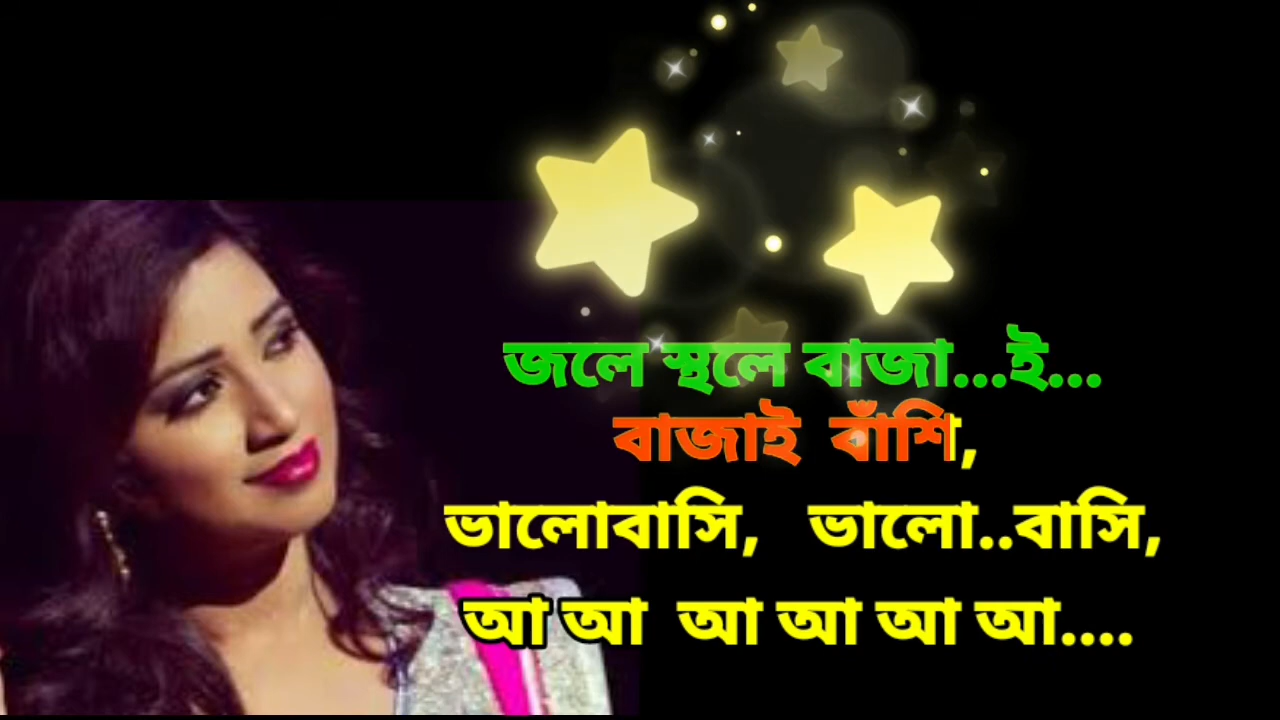 জলে স্থলে বাজা...ই...
বাজাই বাঁশি,
ভালোবাসি, ভালো..বাসি,
আ আ আ আ আ আ....